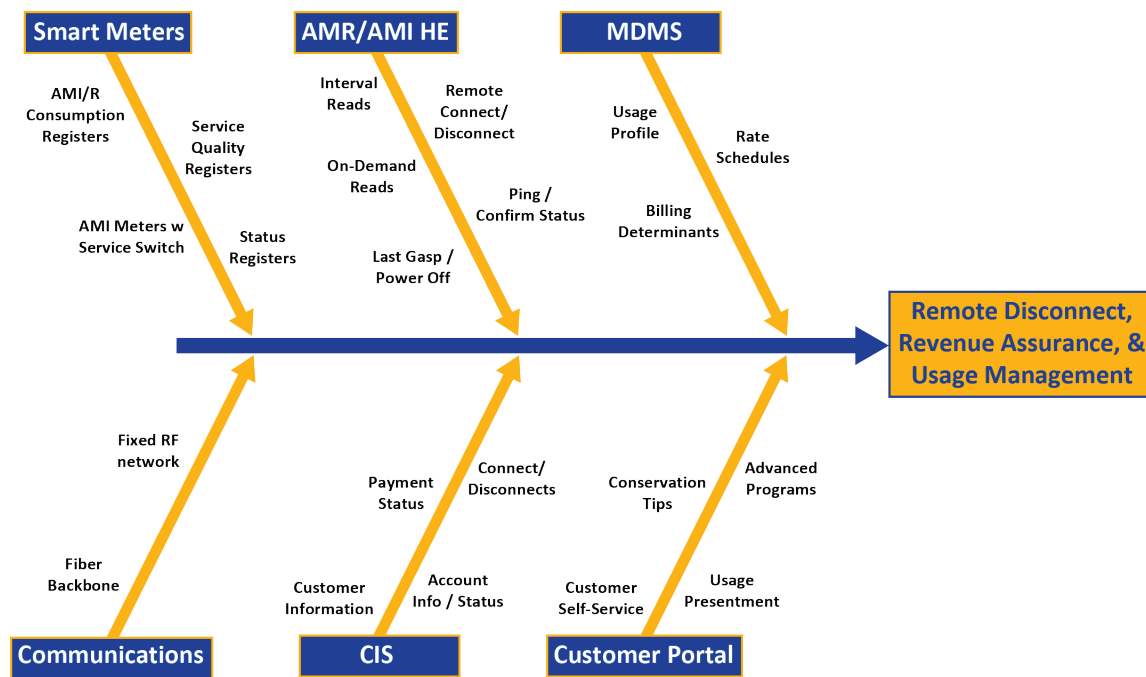 Smart Meters
AMR/AMI HE
MDMS
AMI/R
Consumption
Registers
Service
Quality
Registers
AMI Meters w
Service Switch
Status
Registers
Interval
Reads
Remote
Connect/
Disconnect
On-Demand
Reads
Ping /
Confirm Status
Last Gasp /
Power Off
Usage
Profile
Rate
Schedules
Billing
Determinants
Remote Disconnect,
Revenue Assurance, &
Usage Management
Fixed RF
network
Fiber
Backbone
Payment
Status
Connect/
Disconnects
Customer
Information
Account
Info / Status
Conservation
Tips
Advanced
Programs
Customer
Self-Service
Usage
Presentment
Communications
CIS
Customer Portal